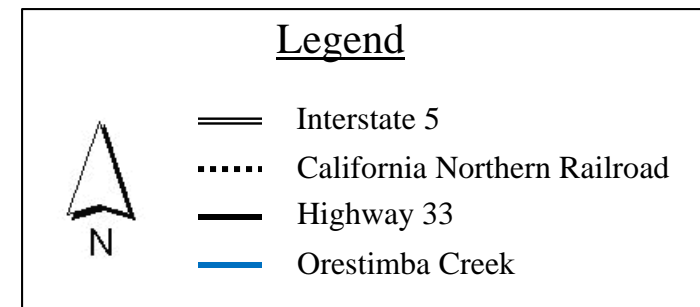 Legend
Interstate 5
California Northern Railroad
Highway 33
N
Orestimba Creek